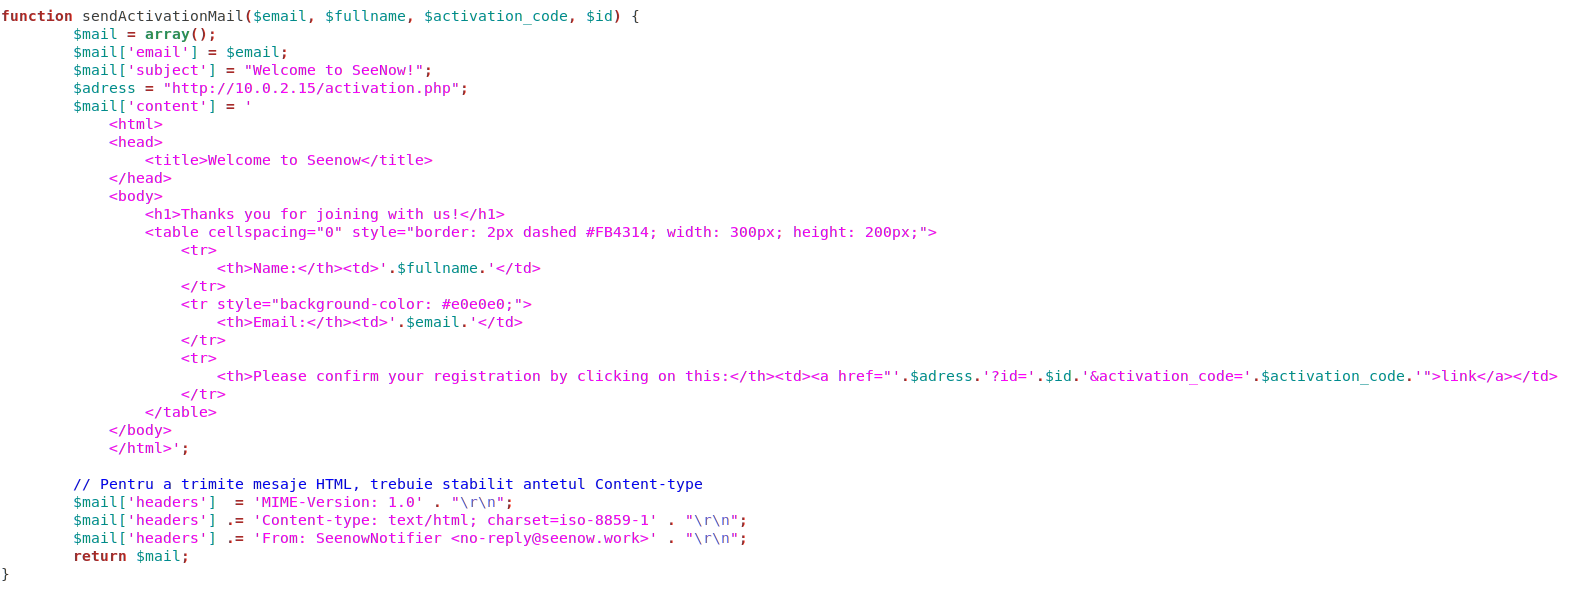 function sendActivationMail($email, $fullname, $activation_code, $id) {
        $mail = array();
        $mail['email'] = $email;
        $mail['subject'] = "Welcome to SeeNow!";
        $adress = "http://10.0.2.15/activation.php";
        $mail['content'] = '
            <html>
            <head>
                <title>Welcome to Seenow</title>
            </head>
            <body>
                <h1>Thanks you for joining with us!</h1>
                <table cellspacing="0" style="border: 2px dashed #FB4314; width: 300px; height: 200px;">
                    <tr>
                        <th>Name:</th><td>'.$fullname.'</td>
                    </tr>
                    <tr style="background-color: #e0e0e0;">
                        <th>Email:</th><td>'.$email.'</td>
                    </tr>
                    <tr>
                        <th>Please confirm your registration by clicking on this:</th><td><a href="'.$adress.'?id='.$id.'&activation_code='.$activation_code.'">link</a></td>
                    </tr>
                </table>
            </body>
            </html>';

        // Pentru a trimite mesaje HTML, trebuie stabilit antetul Content-type
        $mail['headers']  = 'MIME-Version: 1.0' . "\r\n";
        $mail['headers'] .= 'Content-type: text/html; charset=iso-8859-1' . "\r\n";
        $mail['headers'] .= 'From: SeenowNotifier <no-reply@seenow.work>' . "\r\n";
        return $mail;
}